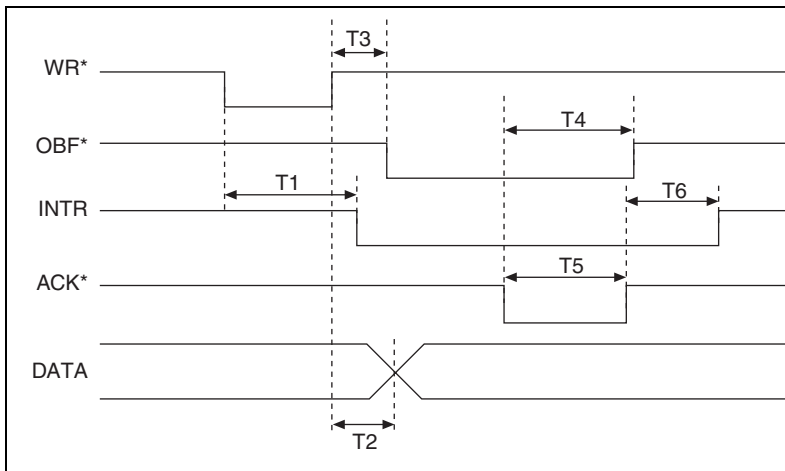 T3
WR*
T4
OBF*
T1
T6
INTR
T5
ACK*
DATA
T2